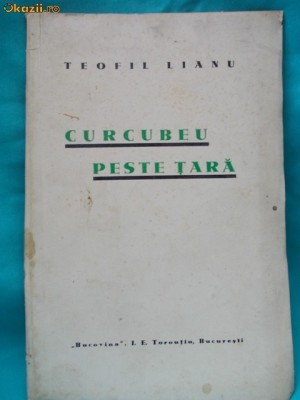 okazii.ro
TEOFIL LIANU
CURCUBEU
PESTE ȚARĂ
„Bucovina", I. E. Torouțiu, București